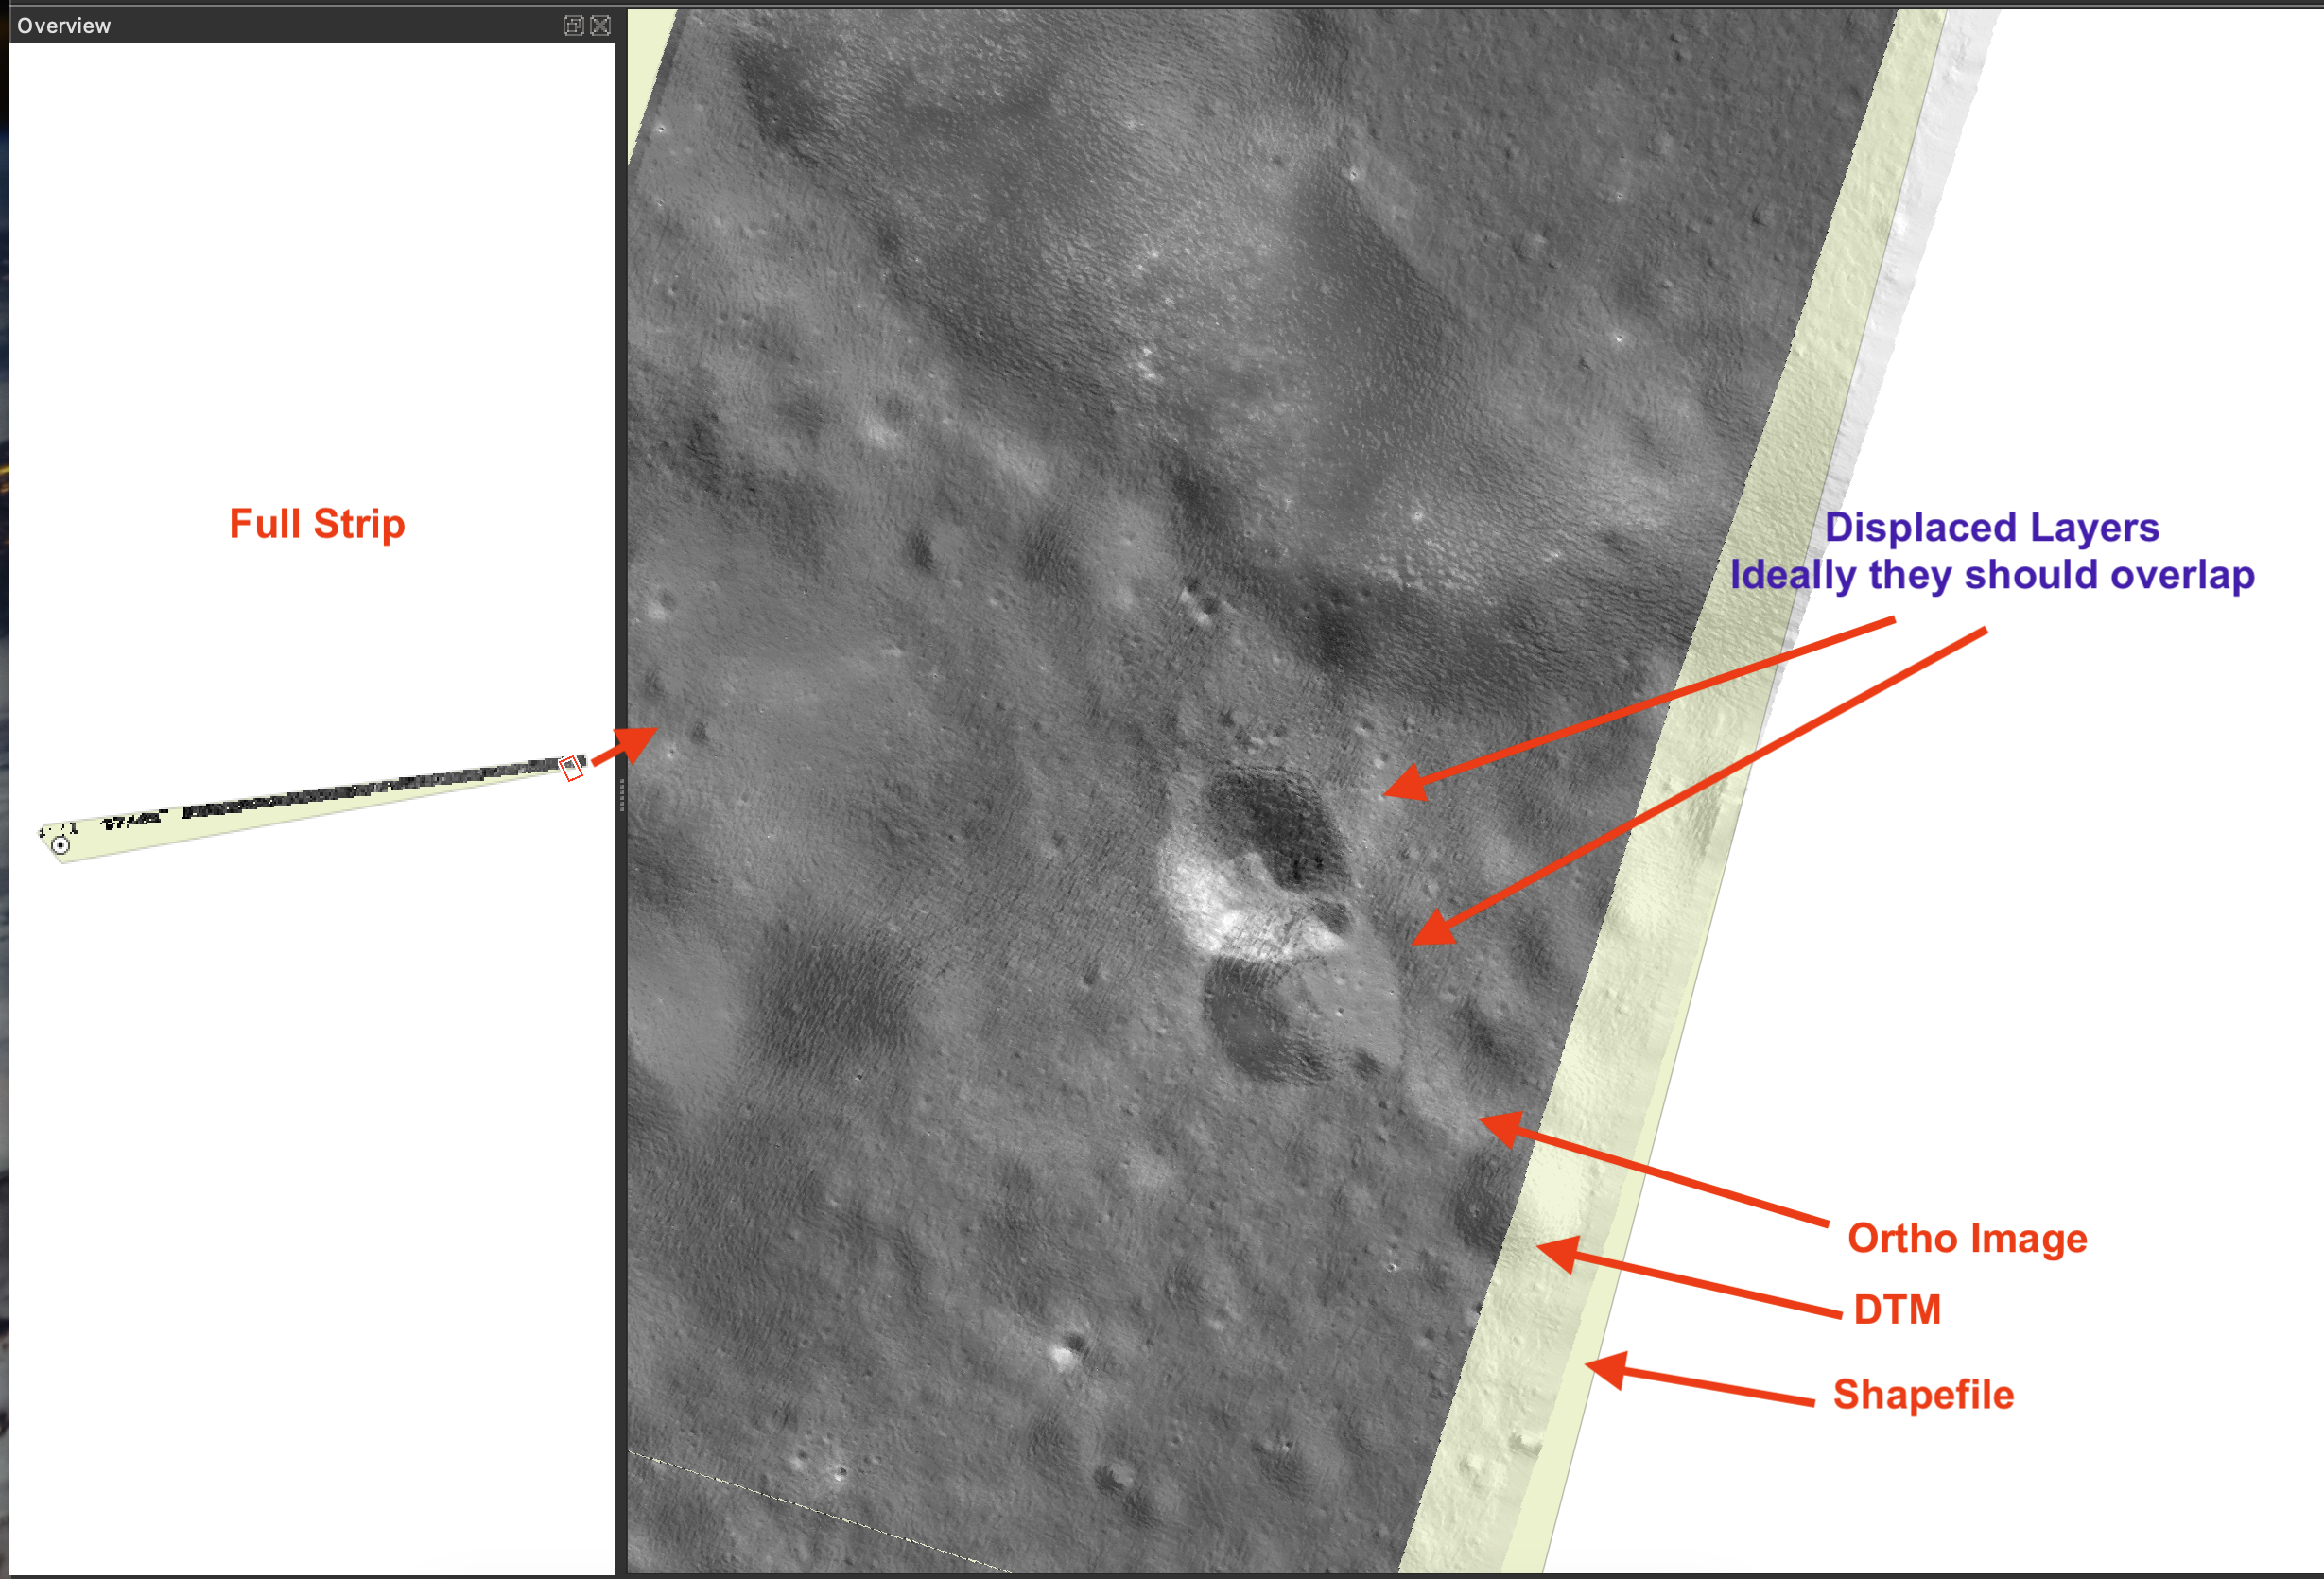 Overview
Full Strip
Displaced Layers
Ideally they should overlap
Ortho Image
DTM
Shapefile